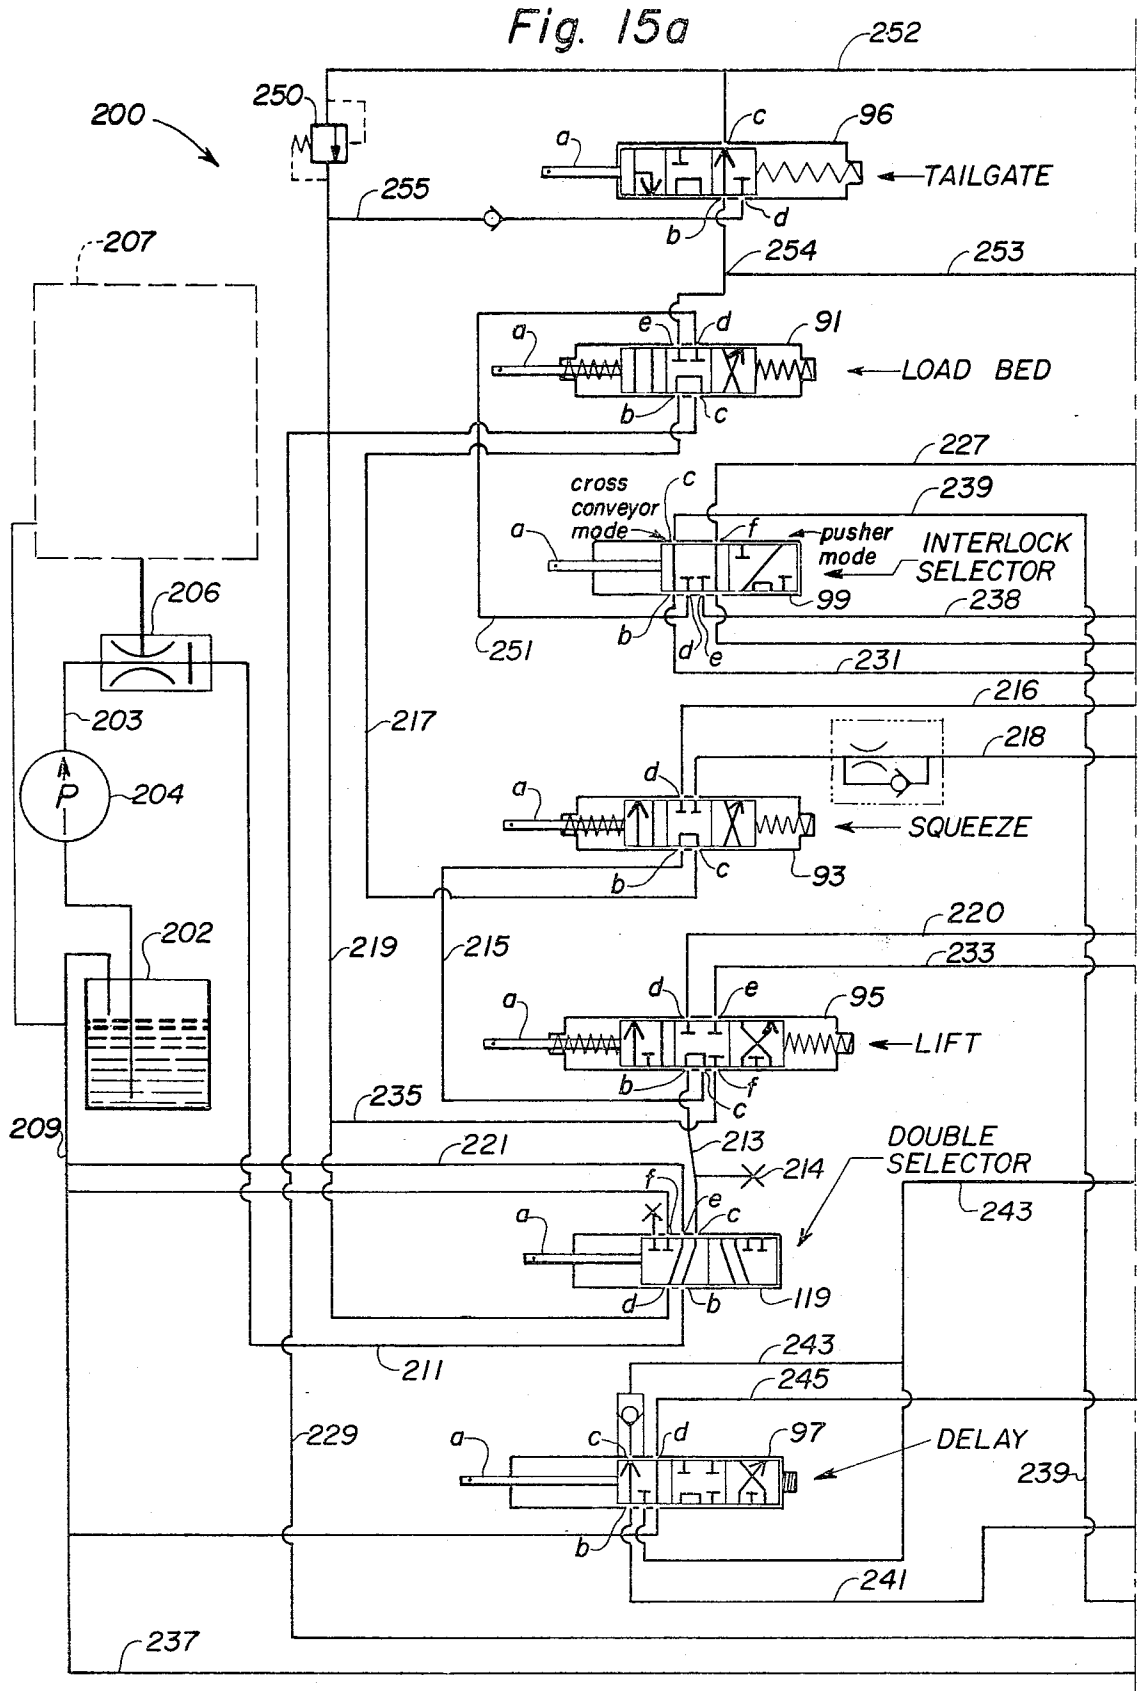 Fig. 15a
252
250
200
c
96
a
TAILGATE
255
b
d
207
254
253
e
d
91
a
LOAD BED
b
c
227
cross
conveyor
mode
c
239
f
pusher
mode
a
INTERLOCK
SELECTOR
206
99
b
d
e
238
251
231
203
217
216
218
d
P
204
a
SQUEEZE
b
c
93
202
219
215
220
233
d
e
95
a
LIFT
b
c
f
235
209
213
DOUBLE
SELECTOR
221
214
f
e
c
243
a
d
b
119
211
243
245
229
a
c
d
97
DELAY
239
b
241
237